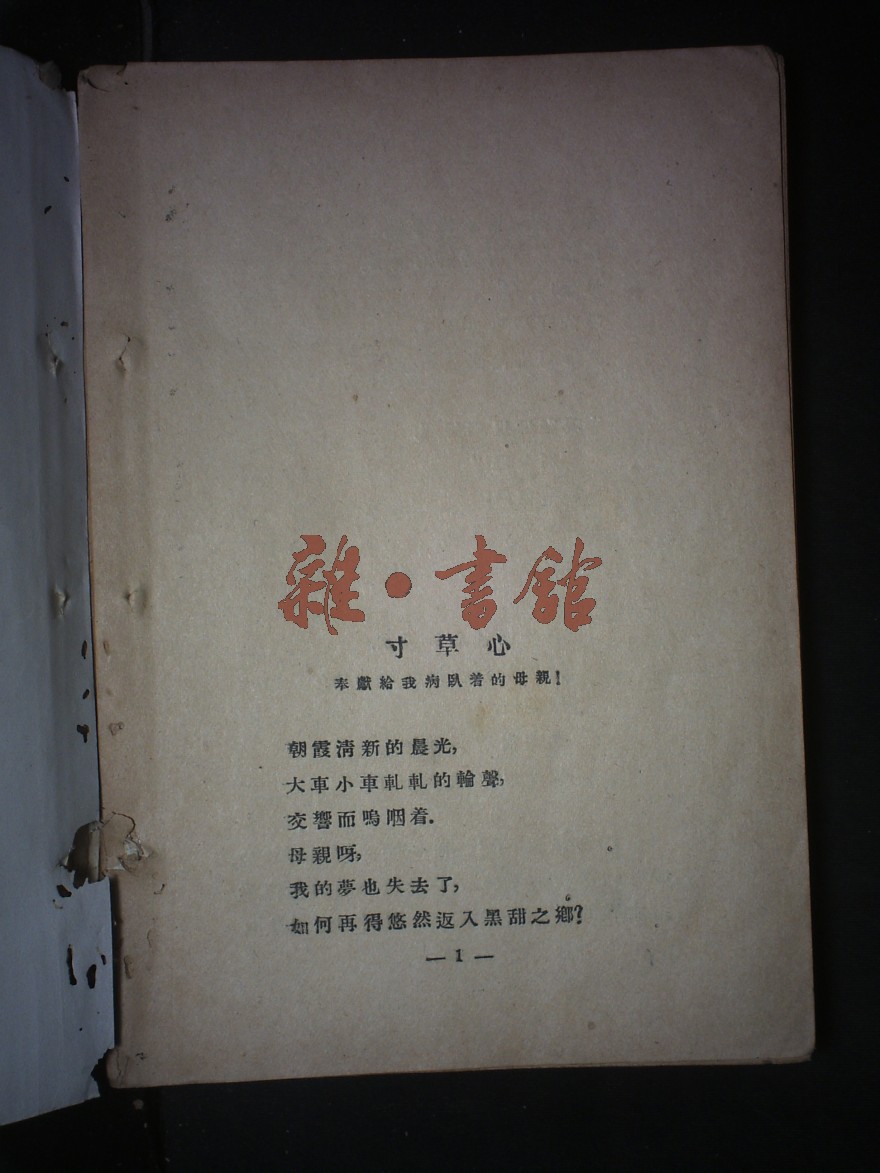 雜·書館
寸草心
奉獻給我病臥着的母親!
朝霞清新的晨光,
大車小車軋軋的輪聲,
交響而嗚咽着.
母親呀,
我的夢也失去了,
如何再得悠然返入黑甜之鄉?
— 1 —